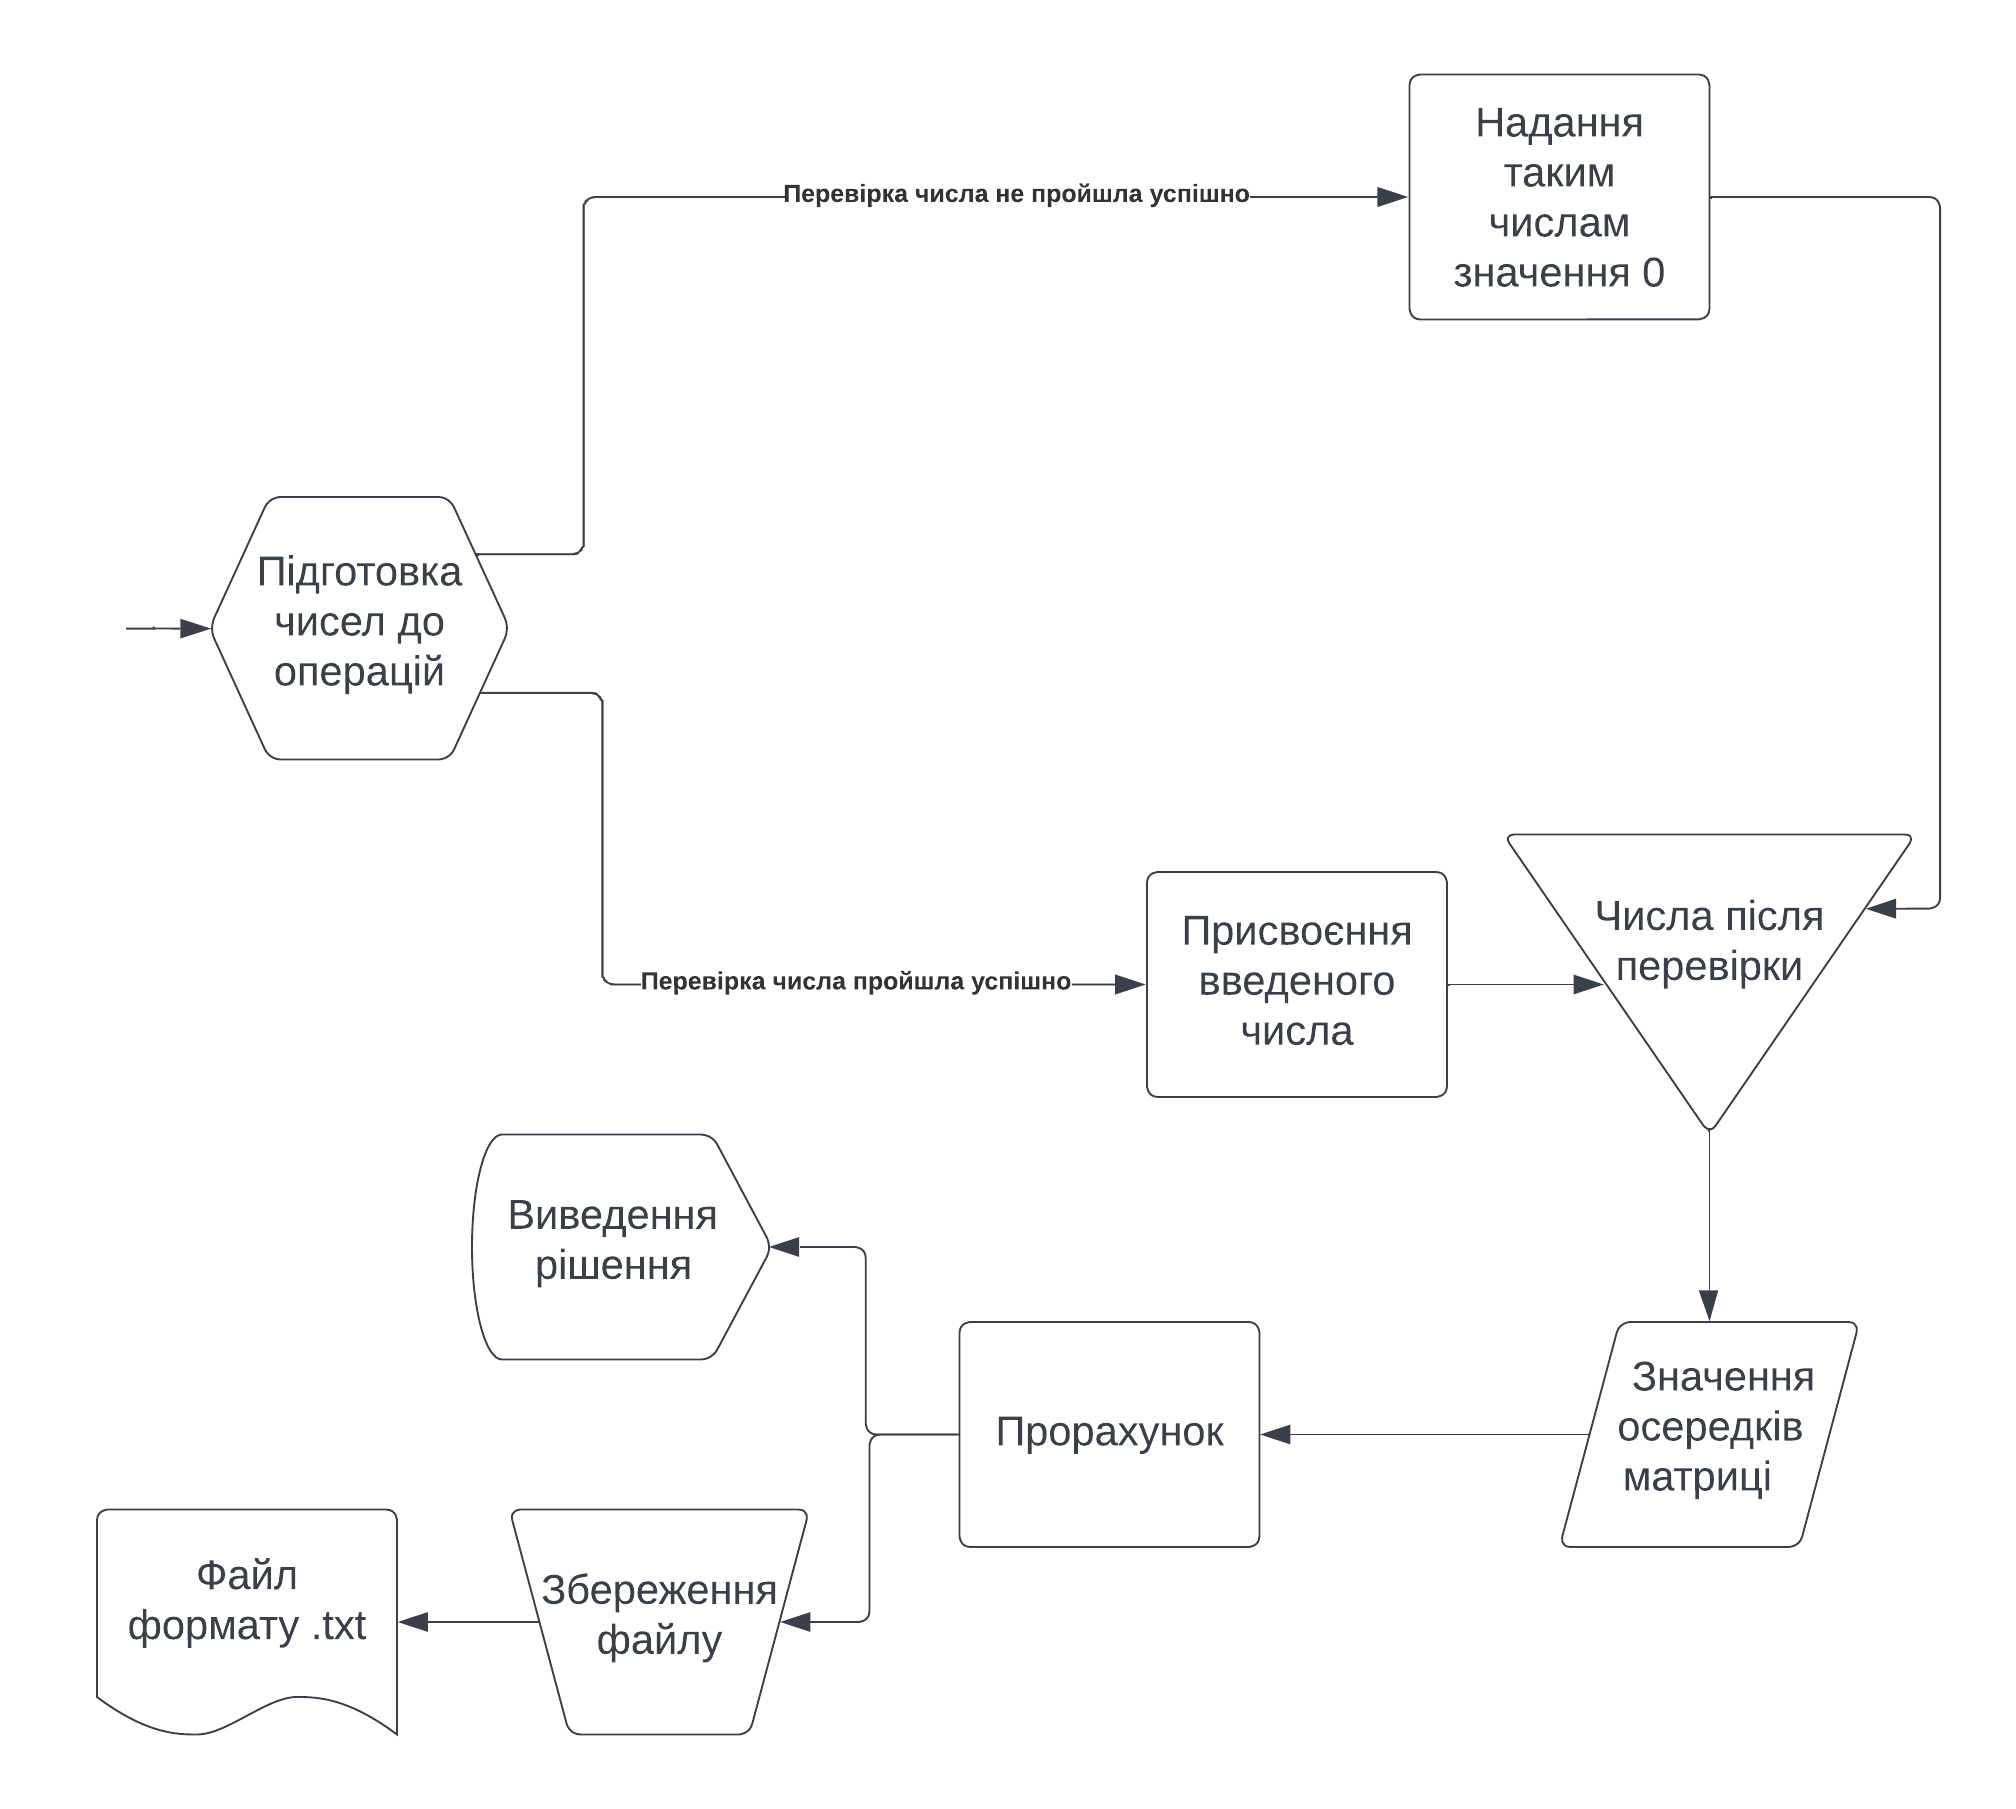 Надання
таким
числам
значення 0
Перевірка числа не пройшла успішно
Підготовка
чисел до
операцій
Числа після
перевірки
Присвоєння
введеного
числа
Перевірка числа пройшла успішно
Виведення
рішення
Значення
осередків
матриці
Прорахунок
Збереження
файлу
Файл
формату .txt